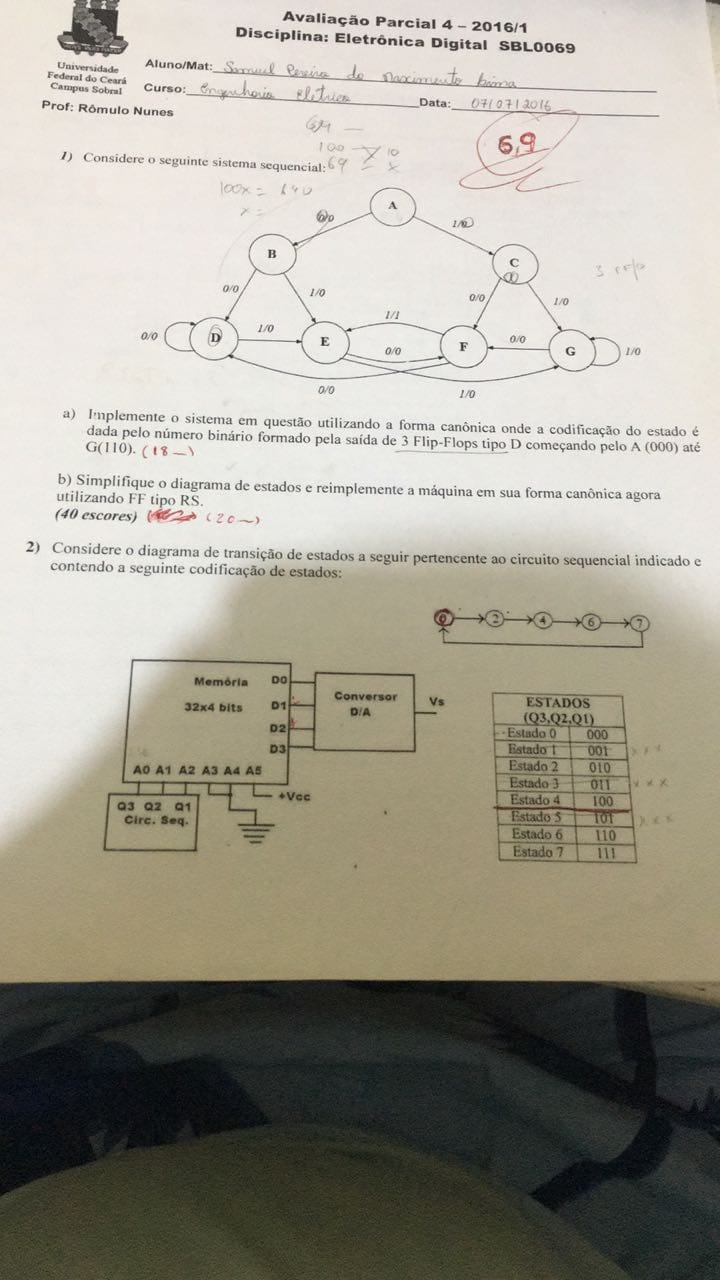 Avaliação Parcial 4 – 2016/1
Disciplina: Eletrônica Digital SBL0069
Universidade
Federal do Ceará
Campus Sobral
Aluno/Mat: Samuel Pereira do Nascimento
Curso: Engenharia Elétrica Data: 07/07/2016
Prof: Rômulo Nunes
69 —
100 — 10
69 — x
6,9
1) Considere o seguinte sistema sequencial:
100x = 690
x =
A
0/0
1/0
B
C
0/0
1/0
0/0
1/0
1/1
0/0
1/0
0/0
D
E
F
G
1/0
0/0
0/0
1/0
a) Implemente o sistema em questão utilizando a forma canônica onde a codificação do estado é
dada pelo número binário formado pela saída de 3 Flip-Flops tipo D começando pelo A (000) até
G(110). (18 —)
b) Simplifique o diagrama de estados e reimplemente a máquina em sua forma canônica agora
utilizando FF tipo RS.
(40 escores) (20 —)
2) Considere o diagrama de transição de estados a seguir pertencente ao circuito sequencial indicado e
contendo a seguinte codificação de estados:
0 2 4 6 7
Memória
32x4 bits
D0
D1
D2
D3
A0 A1 A2 A3 A4 A5
Conversor
D/A
Vs
+Vcc
Q3 Q2 Q1
Circ. Seq.
ESTADOS
(Q3,Q2,Q1)
Estado 0 000
Estado 1 001 x x x
Estado 2 010
Estado 3 011 x x x
Estado 4 100
Estado 5 101 x x x
Estado 6 110
Estado 7 111